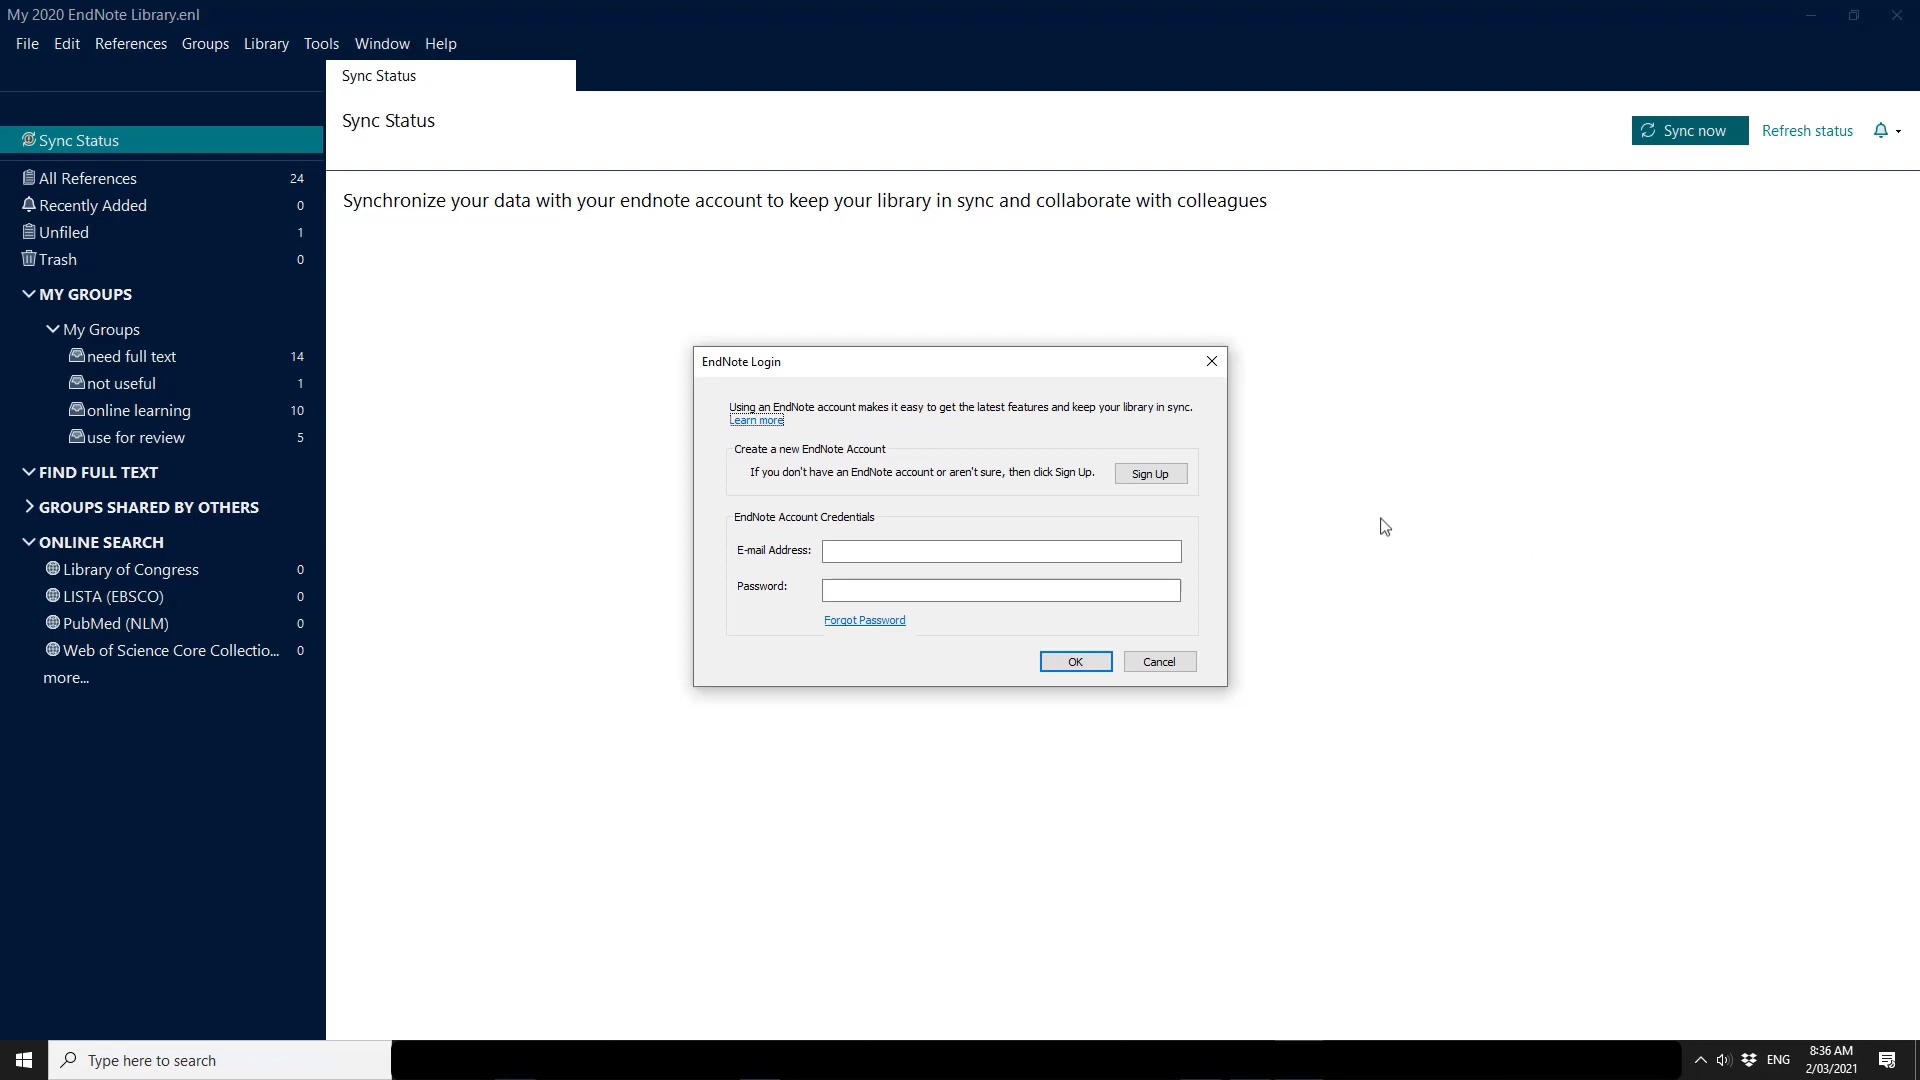 My 2020 EndNote Library.enl
File Edit References Groups Library Tools Window Help
Sync Status
Sync Status
Sync now Refresh status
Synchronize your data with your endnote account to keep your library in sync and collaborate with colleagues
Sync Status
All References 24
Recently Added 0
Unfiled 1
Trash 0
MY GROUPS
My Groups
need full text 14
not useful 1
online learning 10
use for review 5
FIND FULL TEXT
GROUPS SHARED BY OTHERS
ONLINE SEARCH
Library of Congress 0
LISTA (EBSCO) 0
PubMed (NLM) 0
Web of Science Core Collectio... 0
more...
EndNote Login
Using an EndNote account makes it easy to get the latest features and keep your library in sync.
Learn more
Create a new EndNote Account
If you don't have an EndNote account or aren't sure, then click Sign Up.
Sign Up
EndNote Account Credentials
E-mail Address:
Password:
Forgot Password
OK Cancel
Type here to search
ENG
8:36 AM
2/03/2021